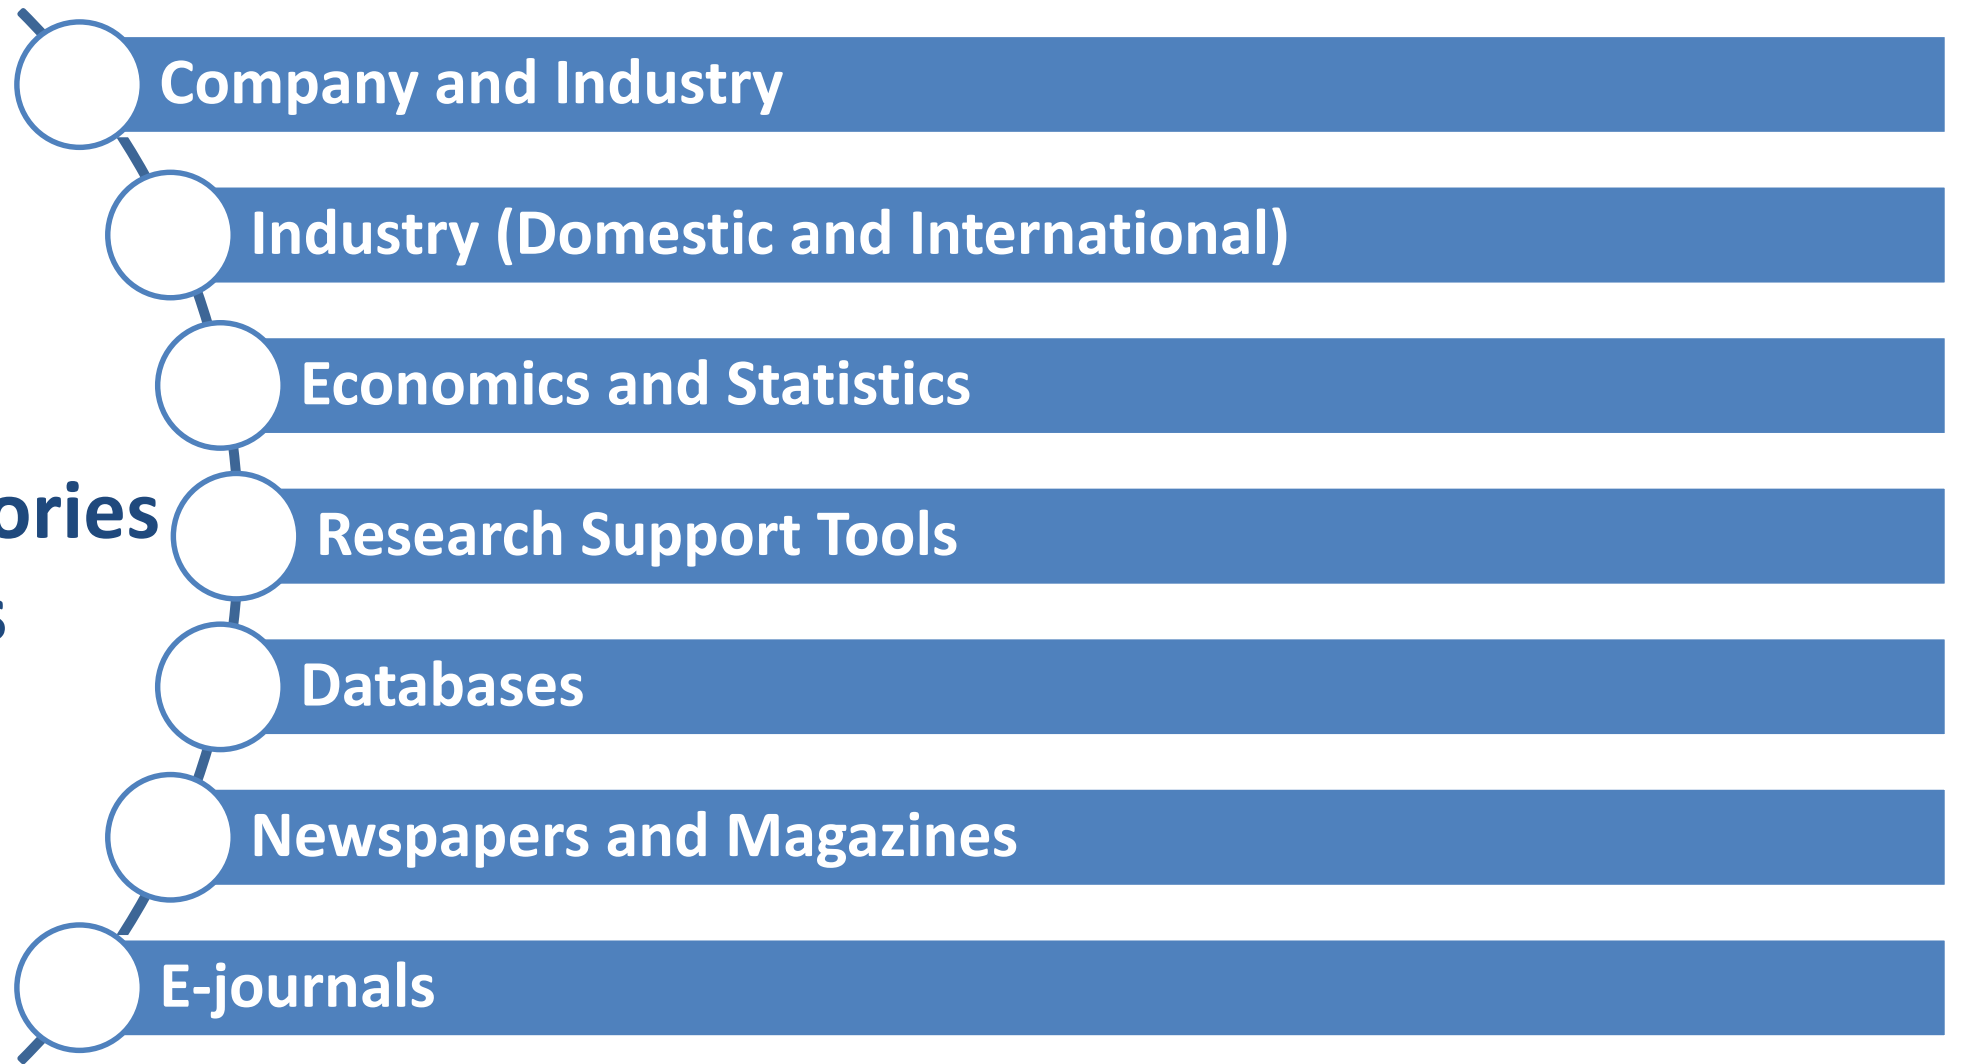 Company and Industry
Industry (Domestic and International)
Economics and Statistics
ories
Research Support Tools
s
Databases
Newspapers and Magazines
E-journals